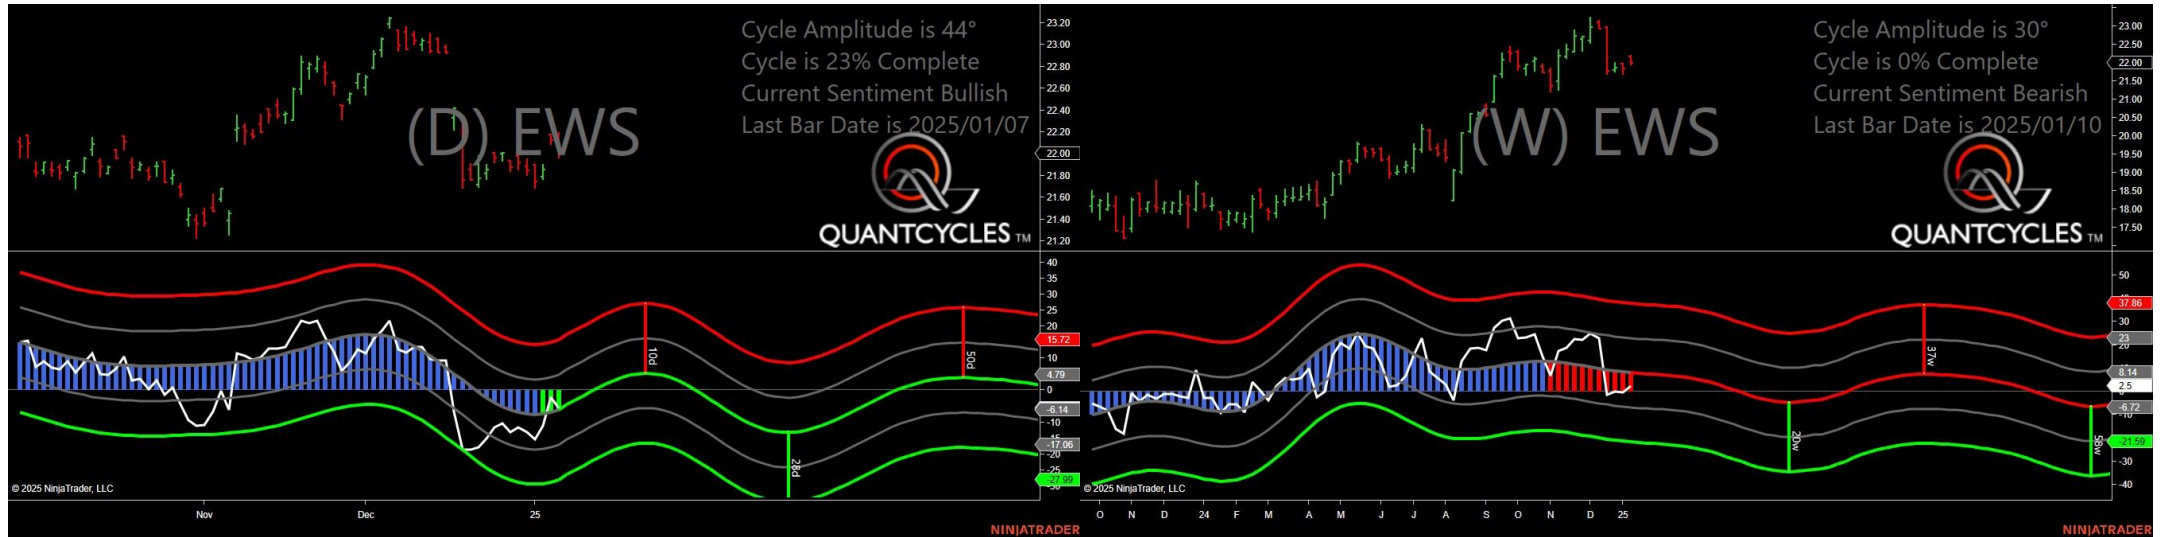 Cycle Amplitude is 44°
Cycle is 23% Complete
Current Sentiment Bullish
Last Bar Date is 2025/01/07
(D) EWS
QUANTCYCLES TM
23.20
23.00
22.80
22.60
22.40
22.20
22.00
21.80
21.60
21.40
21.20
40
35
30
25
20
15.72
10
4.79
0
-6.14
-10
-17.06
-20
-25
-27.99
10d
28d
50d
© 2025 NinjaTrader, LLC
Nov
Dec
25
NINJATRADER
Cycle Amplitude is 30°
Cycle is 0% Complete
Current Sentiment Bearish
Last Bar Date is 2025/01/10
(W) EWS
QUANTCYCLES TM
23.00
22.50
22.00
21.50
21.00
20.50
20.00
19.50
19.00
18.50
18.00
17.50
50
37.86
30
23
8.14
2.5
-6.72
-21.59
-30
-40
37w
20w
58w
© 2025 NinjaTrader, LLC
O N D 24 F M A M J J A S O N D 25
NINJATRADER